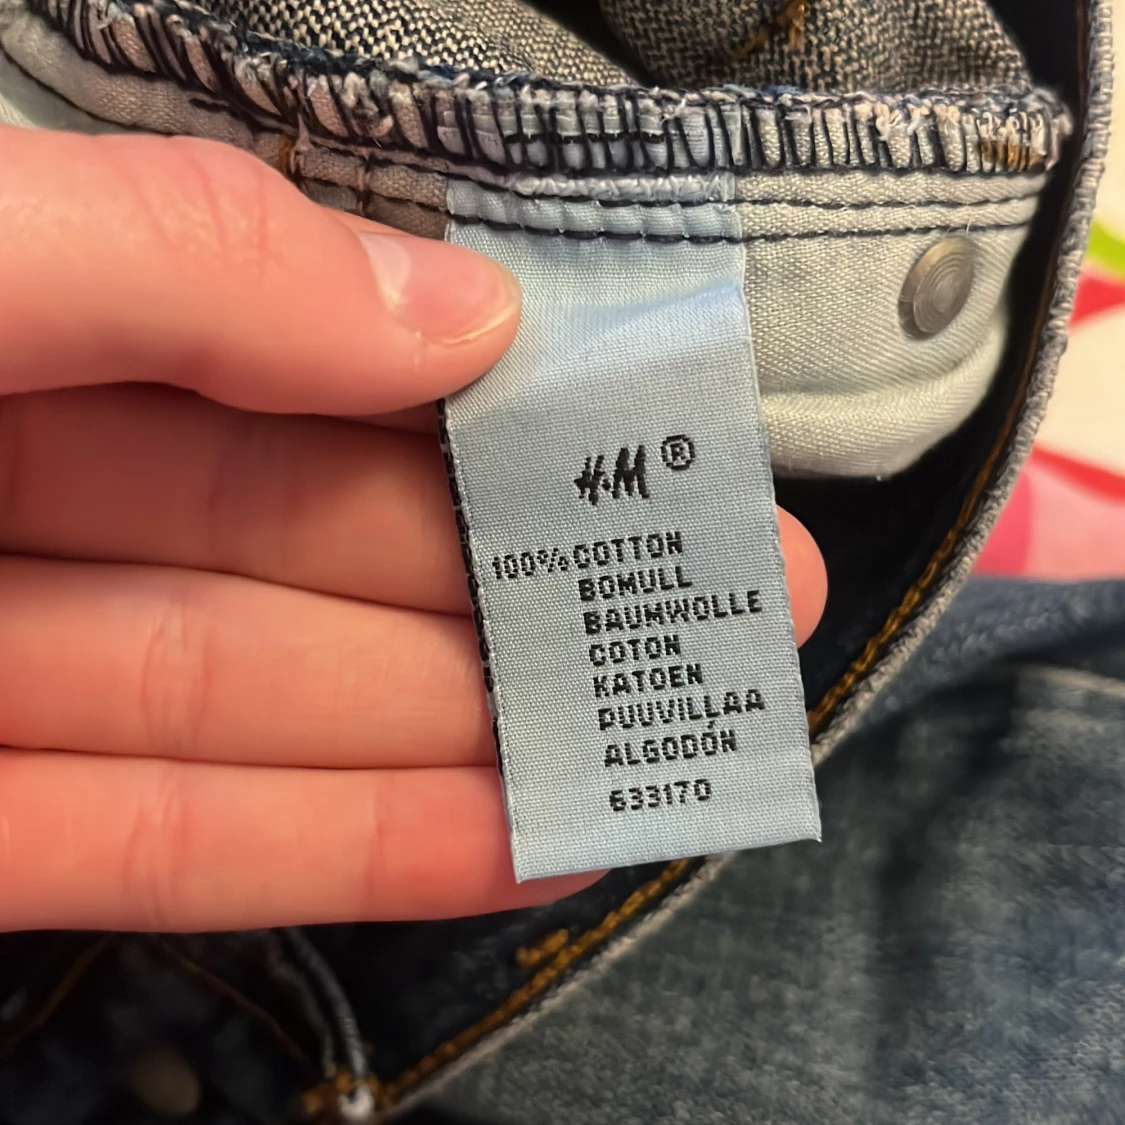 H&M ®
100% COTTON
BOMULL
BAUMWOLLE
COTON
KATOEN
PUUVILLAA
ALGODÓN
633170